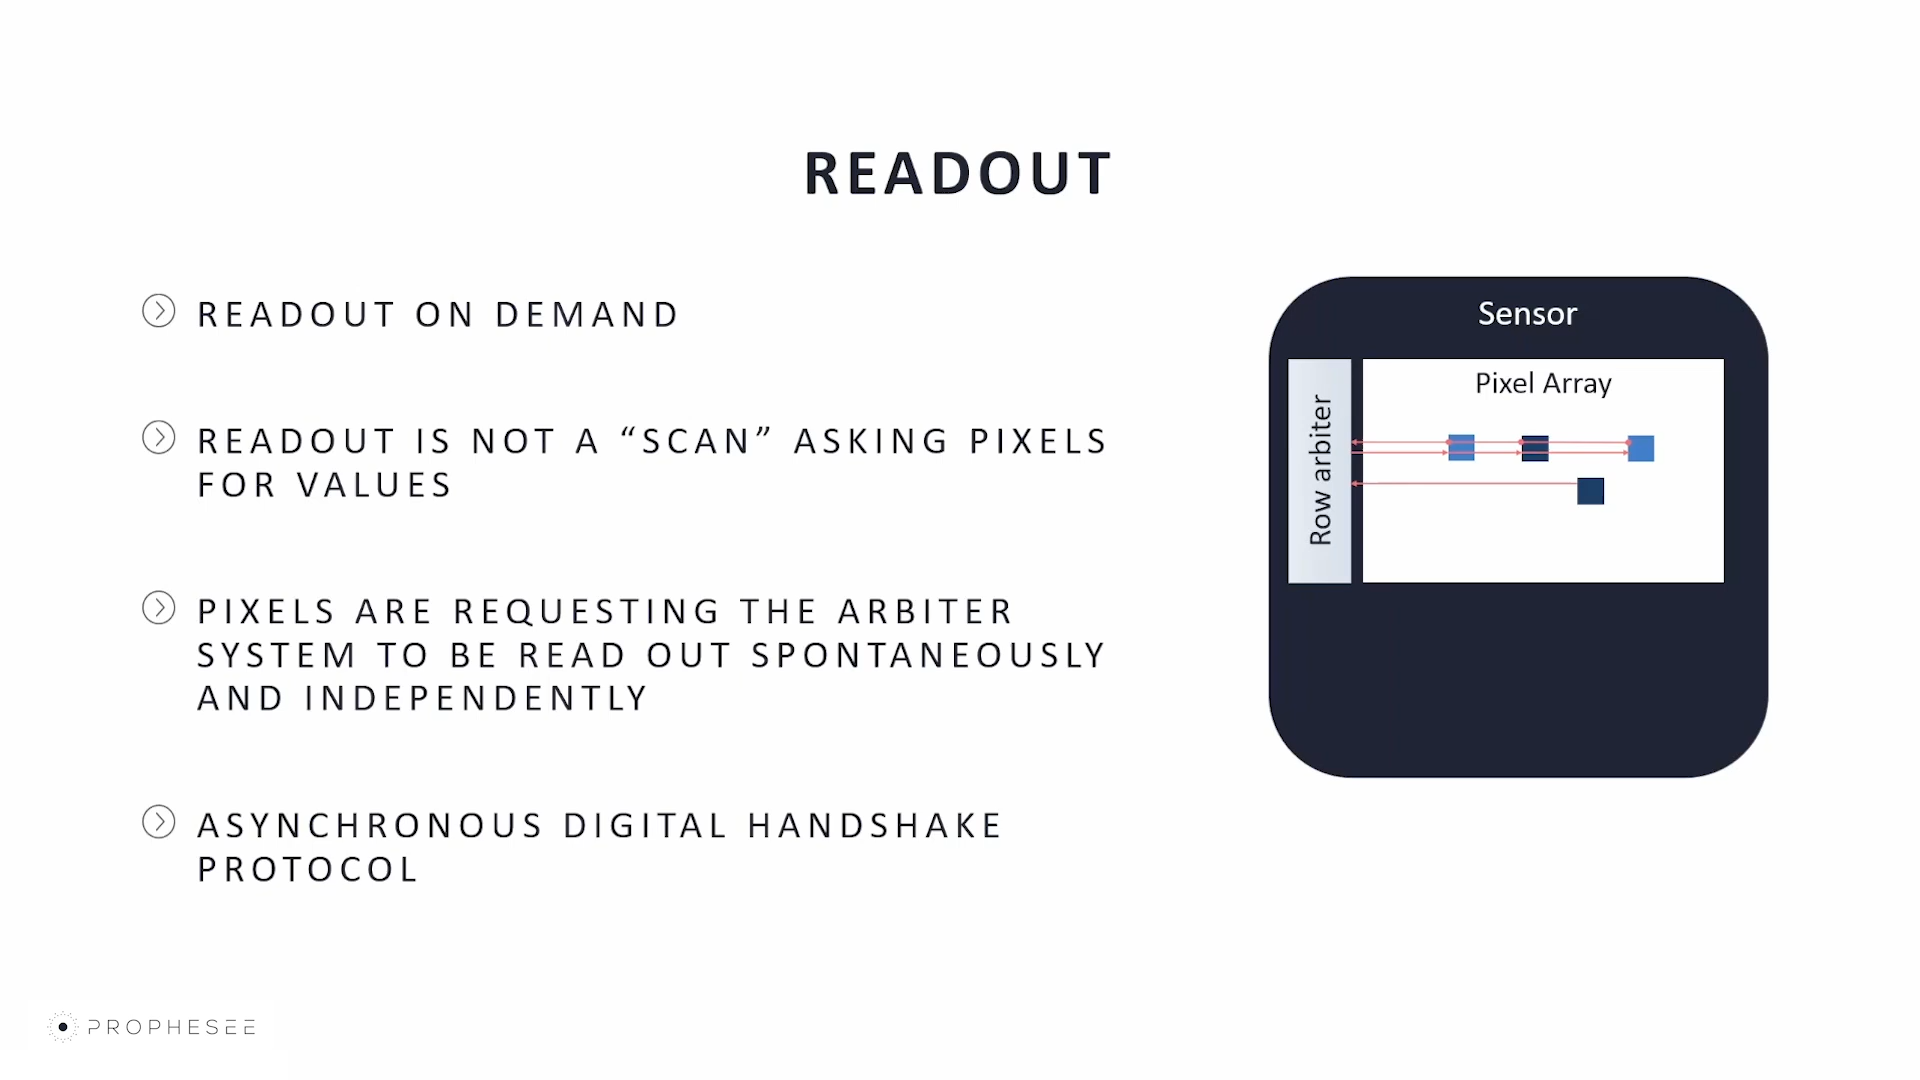 READOUT
READOUT ON DEMAND
READOUT IS NOT A “SCAN” ASKING PIXELS
FOR VALUES
PIXELS ARE REQUESTING THE ARBITER
SYSTEM TO BE READ OUT SPONTANEOUSLY
AND INDEPENDENTLY
ASYNCHRONOUS DIGITAL HANDSHAKE
PROTOCOL
Sensor
Pixel Array
Row arbiter
PROPHESEE